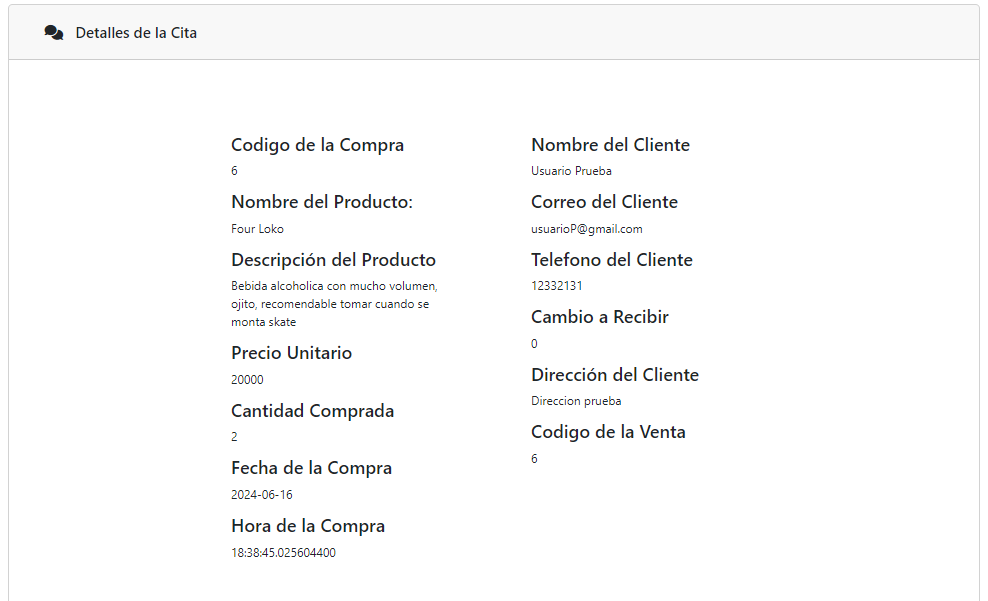 Detalles de la Cita
Codigo de la Compra
6
Nombre del Producto:
Four Loko
Descripción del Producto
Bebida alcoholica con mucho volumen,
ojito, recomendable tomar cuando se
monta skate
Precio Unitario
20000
Cantidad Comprada
2
Fecha de la Compra
2024-06-16
Hora de la Compra
18:38:45.025604400
Nombre del Cliente
Usuario Prueba
Correo del Cliente
usuarioP@gmail.com
Telefono del Cliente
12332131
Cambio a Recibir
0
Dirección del Cliente
Direccion prueba
Codigo de la Venta
6